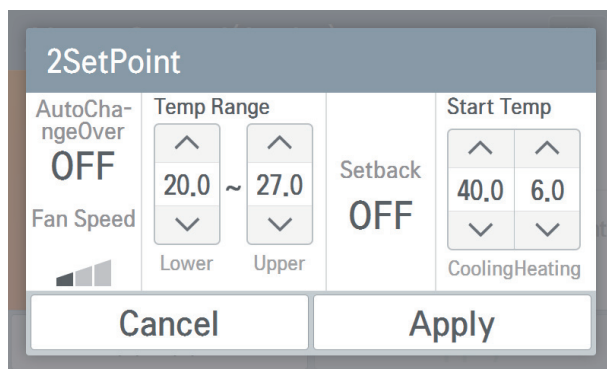 2SetPoint
AutoCha-
ngeOver
OFF
Fan Speed
Temp Range
20.0 ~ 27.0
Lower Upper
Setback
OFF
Start Temp
40.0 6.0
CoolingHeating
Cancel Apply